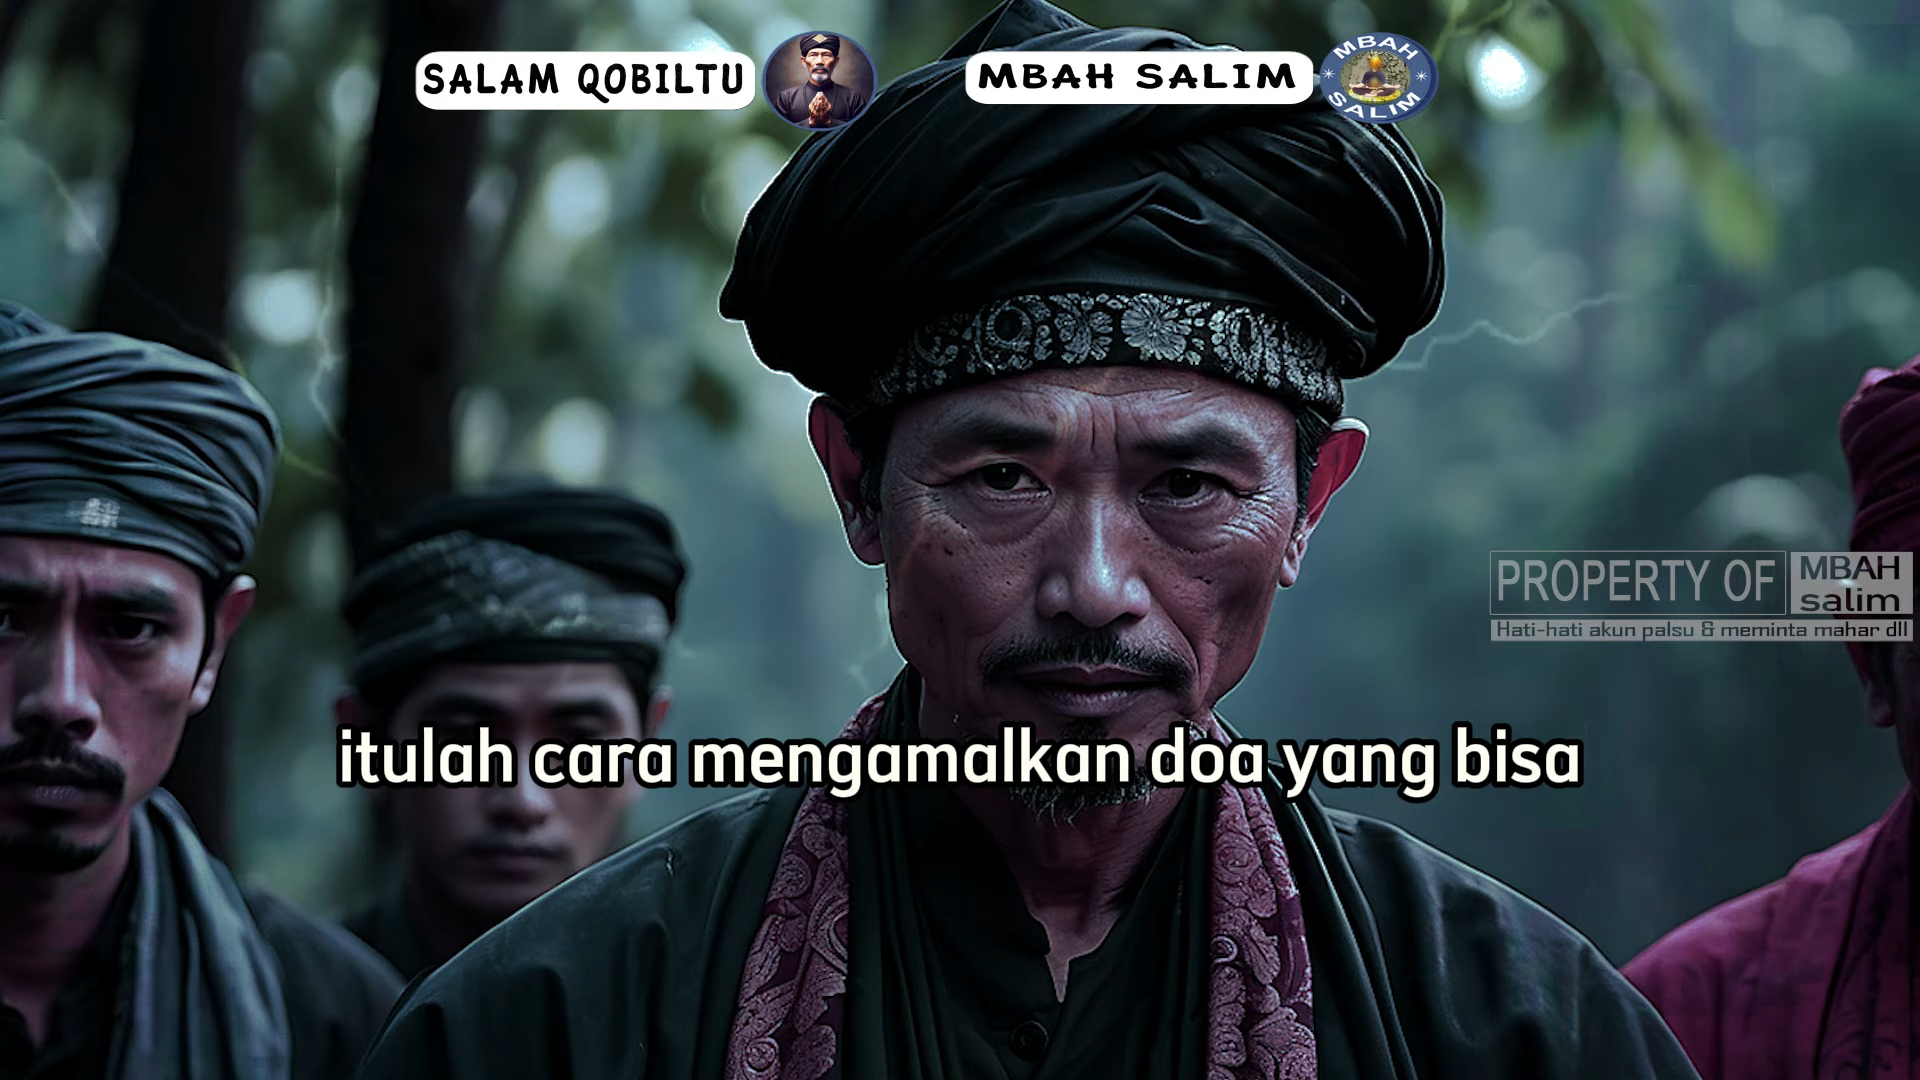 SALAM QOBILTU
MBAH SALIM
MBAH
SALIM
PROPERTY OF MBAH salim
Hati-hati akun palsu & meminta mahar dll
itulah cara mengamalkan doa yang bisa